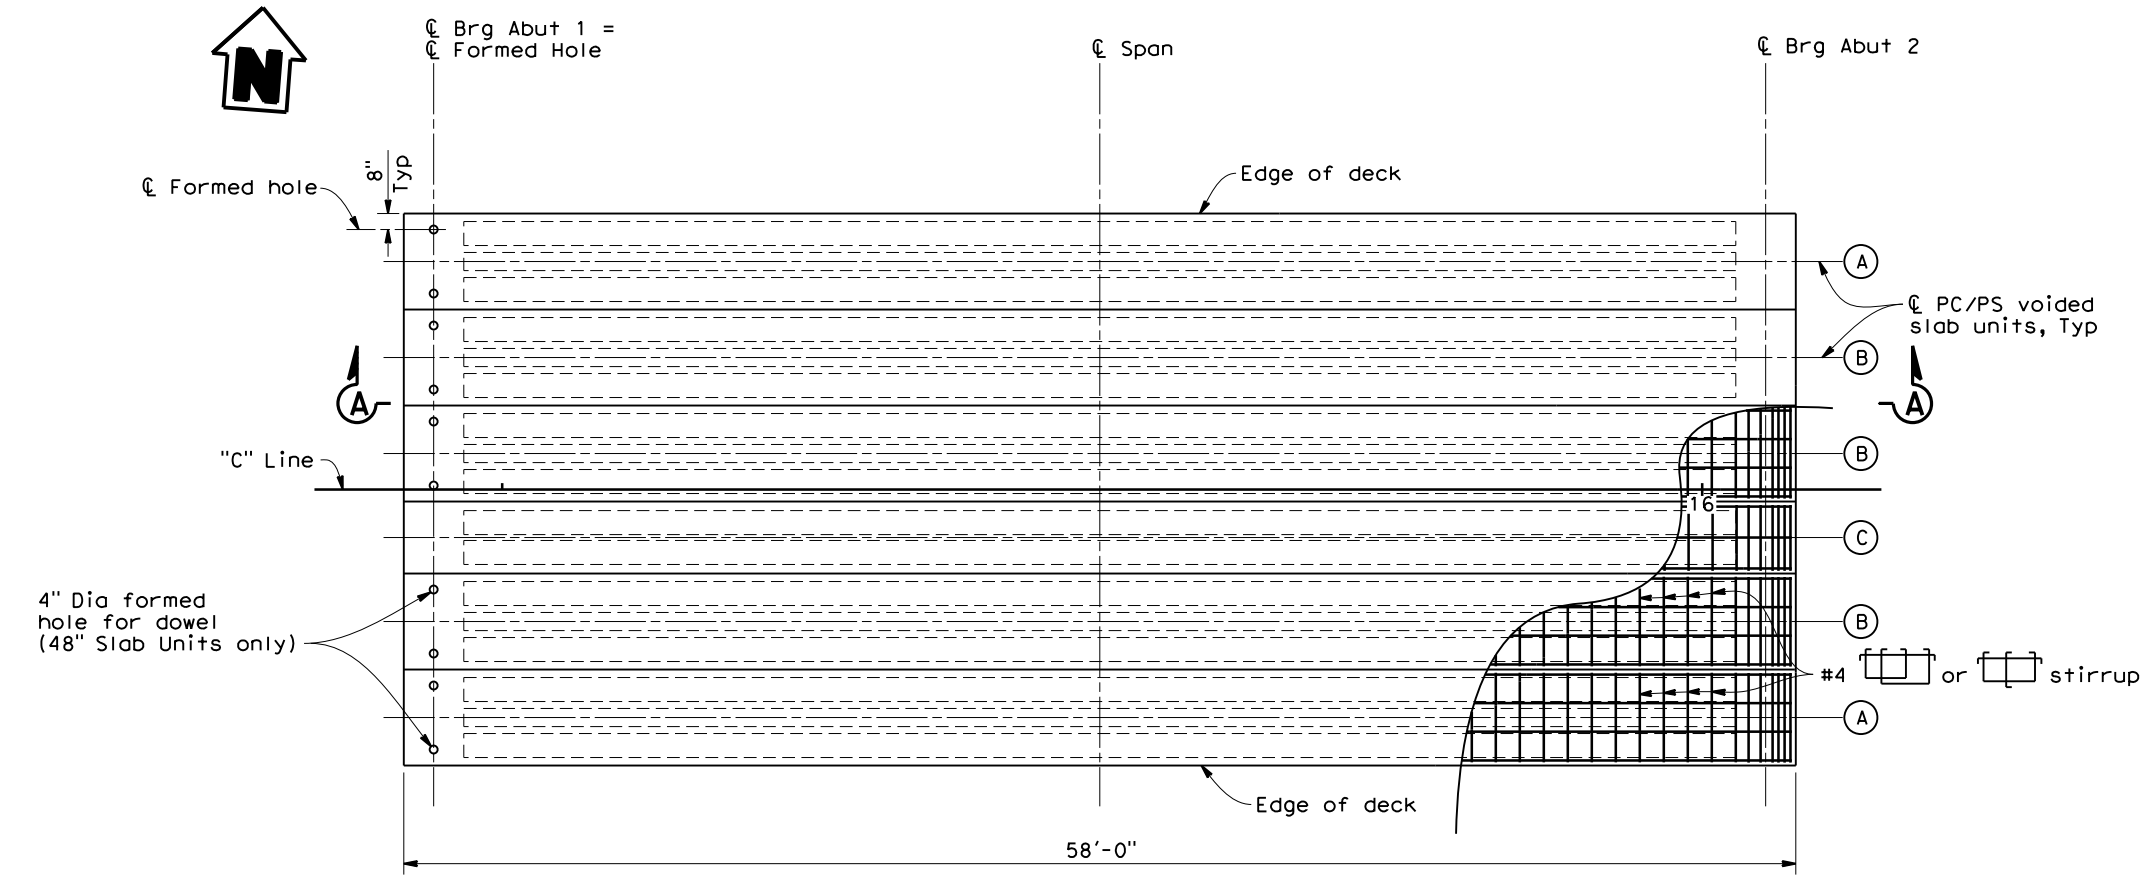 N
℄ Brg Abut 1 =
℄ Formed Hole
℄ Span
℄ Brg Abut 2
8"
Typ
℄ Formed hole
Edge of deck
A
℄ PC/PS voided
slab units, Typ
B
A
A
"C" Line
B
16
C
4" Dia formed
hole for dowel
(48" Slab Units only)
B
#4 or stirrup
A
Edge of deck
58'-0"